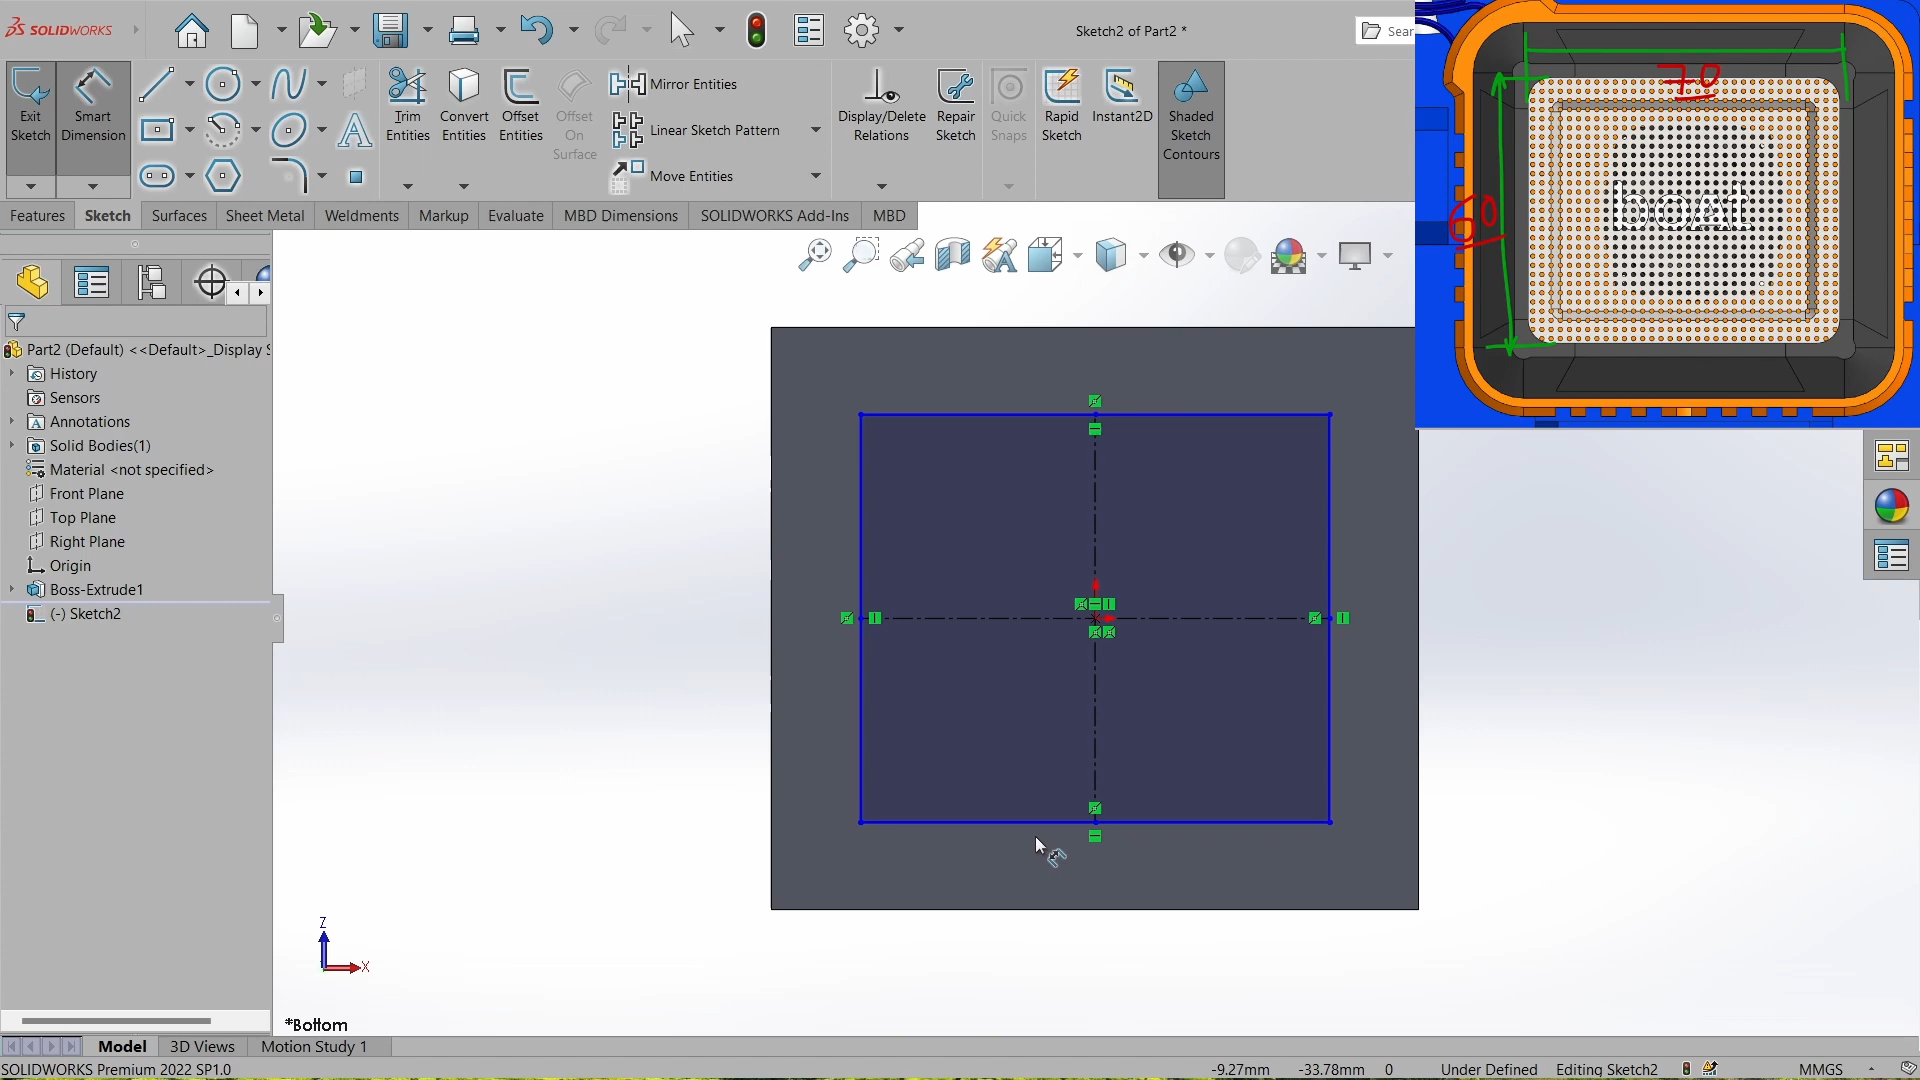 SOLIDWORKS
Sketch2 of Part2 *
Sear
Exit Sketch
Smart Dimension
Trim Entities
Convert Entities
Offset Entities
Offset On Surface
Mirror Entities
Linear Sketch Pattern
Move Entities
Display/Delete Relations
Repair Sketch
Quick Snaps
Rapid Sketch
Instant2D
Shaded Sketch Contours
Features
Sketch
Surfaces
Sheet Metal
Weldments
Markup
Evaluate
MBD Dimensions
SOLIDWORKS Add-Ins
MBD
70
60
boAt
Part2 (Default) <<Default>_Display S
History
Sensors
Annotations
Solid Bodies(1)
Material <not specified>
Front Plane
Top Plane
Right Plane
Origin
Boss-Extrude1
(-) Sketch2
Z
X
*Bottom
Model
3D Views
Motion Study 1
SOLIDWORKS Premium 2022 SP1.0
-9.27mm
-33.78mm
0
Under Defined
Editing Sketch2
MMGS